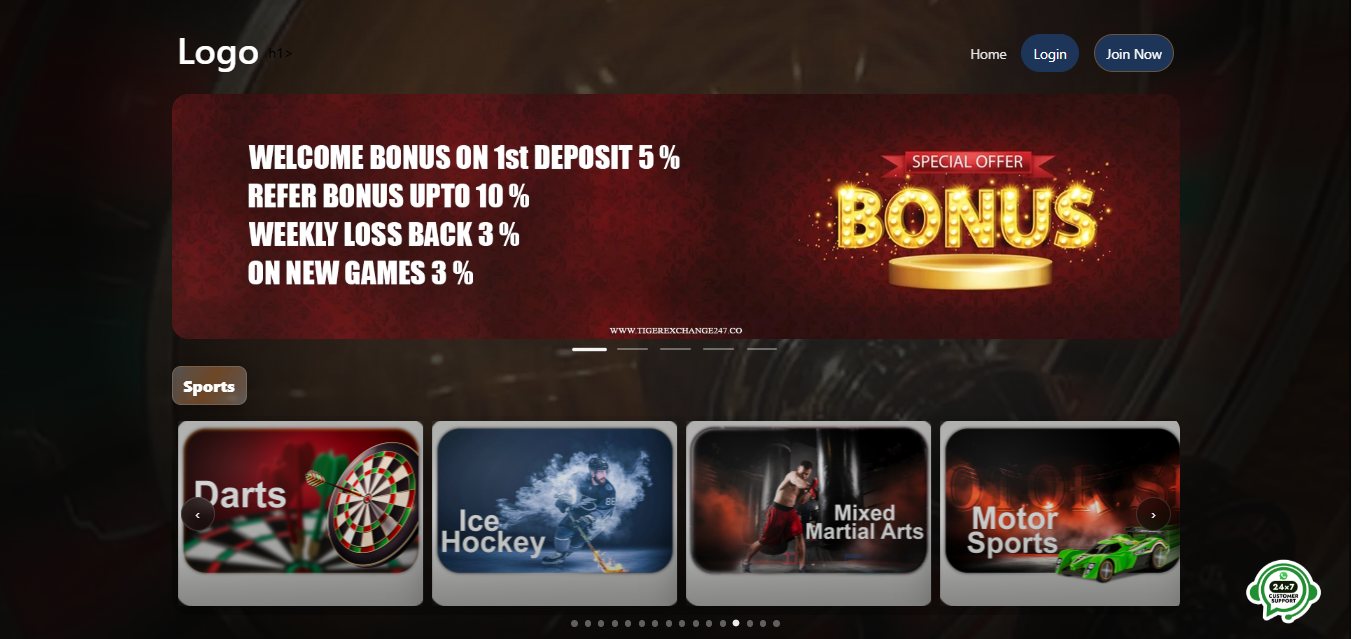 Logo h1>
Home Login Join Now
WELCOME BONUS ON 1st DEPOSIT 5 %
REFER BONUS UPTO 10 %
WEEKLY LOSS BACK 3 %
ON NEW GAMES 3 %
SPECIAL OFFER
BONUS
WWW.TIGEREXCHANGE247.CO
Sports
Darts
Ice
Hockey
Mixed
Martial Arts
Motor
Sports
‹
›
24×7
CUSTOMER
SUPPORT